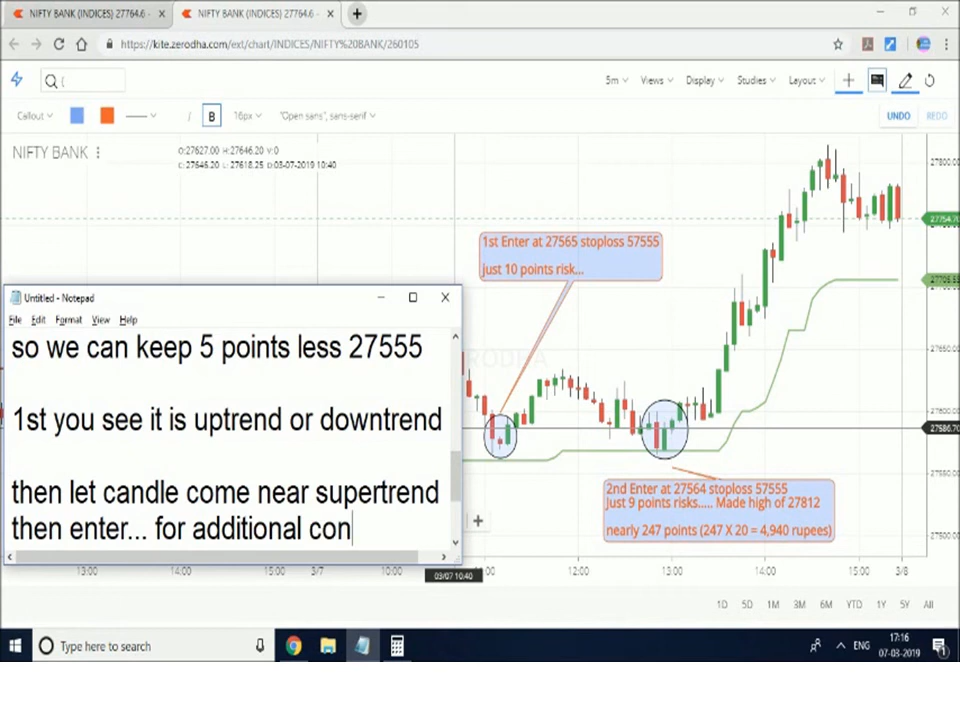 NIFTY BANK (INDICES) 27764.6 -
NIFTY BANK (INDICES) 27764.6 -
https://kite.zerodha.com/ext/chart/INDICES/NIFTY%20BANK/260105
5m Views Display Studies Layout
Callout B 16px "Open sans", sans-serif UNDO REDO
NIFTY BANK
O:27627.00 H:27646.20 V:0
C:27646.20 L:27618.25 D:03-07-2019 10:40
27800.00
27754.70
1st Enter at 27565 stoploss 57555
just 10 points risk...
Untitled - Notepad
File Edit Format View Help
so we can keep 5 points less 27555
1st you see it is uptrend or downtrend
then let candle come near supertrend
then enter... for additional con
27586.70
2nd Enter at 27564 stoploss 57555
Just 9 points risks..... Made high of 27812
nearly 247 points (247 X 20 = 4,940 rupees)
27500.00
13:00 14:00 15:00 3/7 10:00 12:00 13:00 14:00 15:00 3/8
03/07 10:40
1D 5D 1M 3M 6M YTD 1Y 5Y All
Type here to search
ENG
17:16
07-03-2019